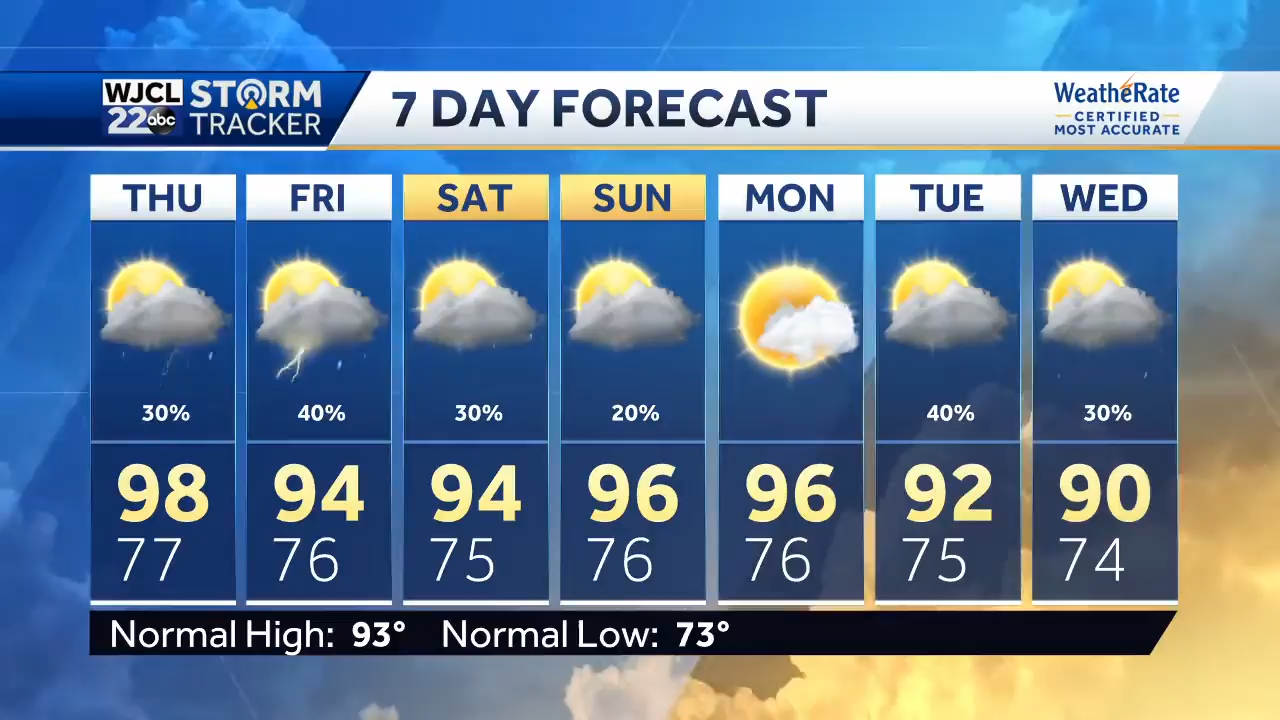 WJCL
22 abc
STORM
TRACKER
7 DAY FORECAST
WeatheRate
CERTIFIED
MOST ACCURATE
THU FRI SAT SUN MON TUE WED
30% 40% 30% 20% 40% 30%
98 94 94 96 96 92 90
77 76 75 76 76 75 74
Normal High: 93° Normal Low: 73°